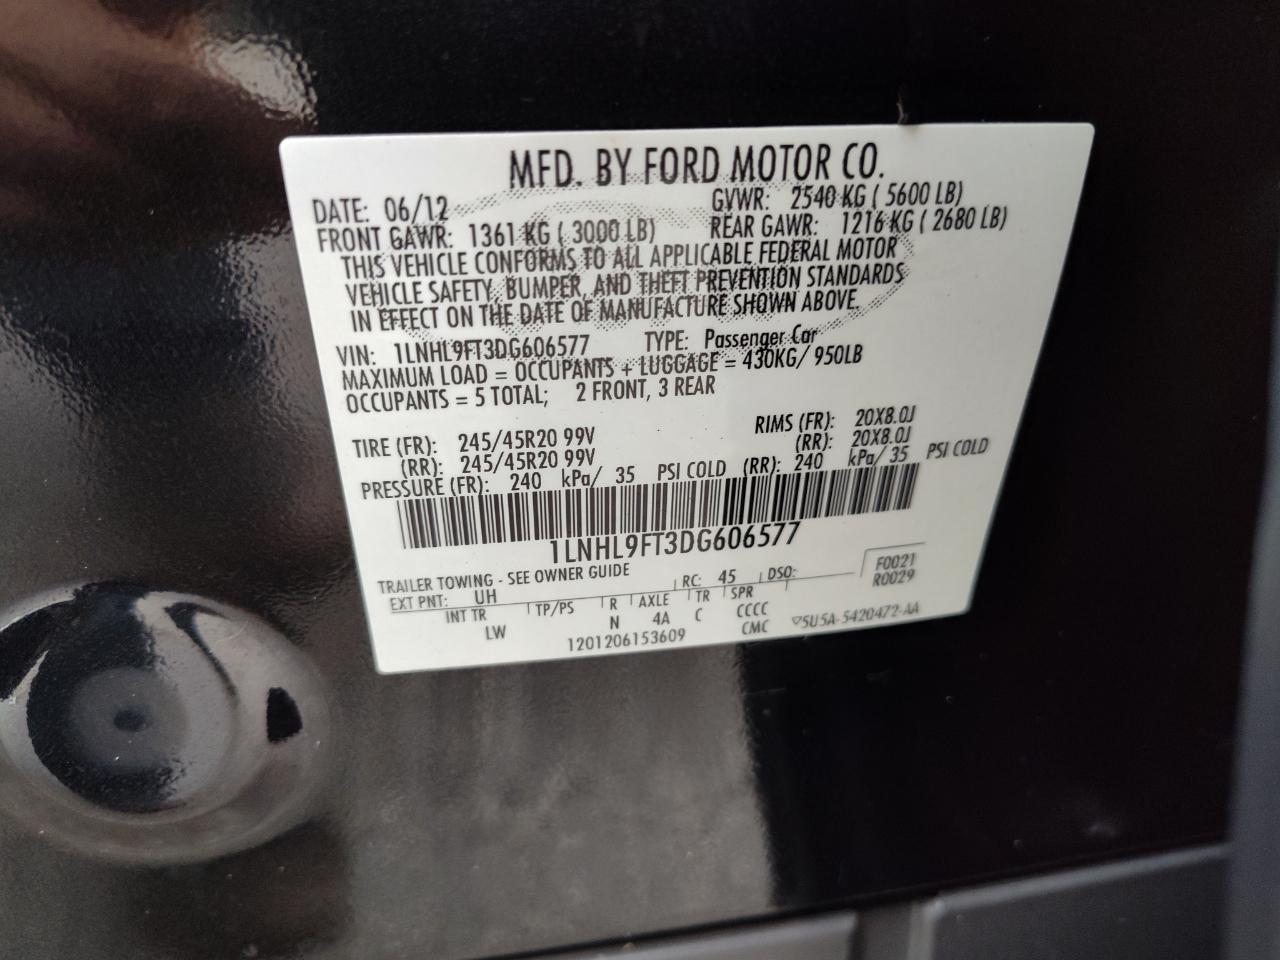 MFD. BY FORD MOTOR CO.
DATE: 06/12 GVWR: 2540 KG ( 5600 LB)
FRONT GAWR: 1361 KG ( 3000 LB) REAR GAWR: 1216 KG ( 2680 LB)
THIS VEHICLE CONFORMS TO ALL APPLICABLE FEDERAL MOTOR
VEHICLE SAFETY, BUMPER, AND THEFT PREVENTION STANDARDS
IN EFFECT ON THE DATE OF MANUFACTURE SHOWN ABOVE.
VIN: 1LNHL9FT3DG606577 TYPE: Passenger Car
MAXIMUM LOAD = OCCUPANTS + LUGGAGE = 430KG/ 950LB
OCCUPANTS = 5 TOTAL; 2 FRONT, 3 REAR
TIRE (FR): 245/45R20 99V RIMS (FR): 20X8.0J
(RR): 245/45R20 99V (RR): 20X8.0J
PRESSURE (FR): 240 kPa/ 35 PSI COLD (RR): 240 kPa/ 35 PSI COLD
1LNHL9FT3DG606577
TRAILER TOWING - SEE OWNER GUIDE
EXT PNT: UH RC: 45 DSO: F0021
R0029
INT TR TP/PS R AXLE TR SPR
LW N 4A C CCCC
CMC
1201206153609 ▽5U5A-5420472-AA